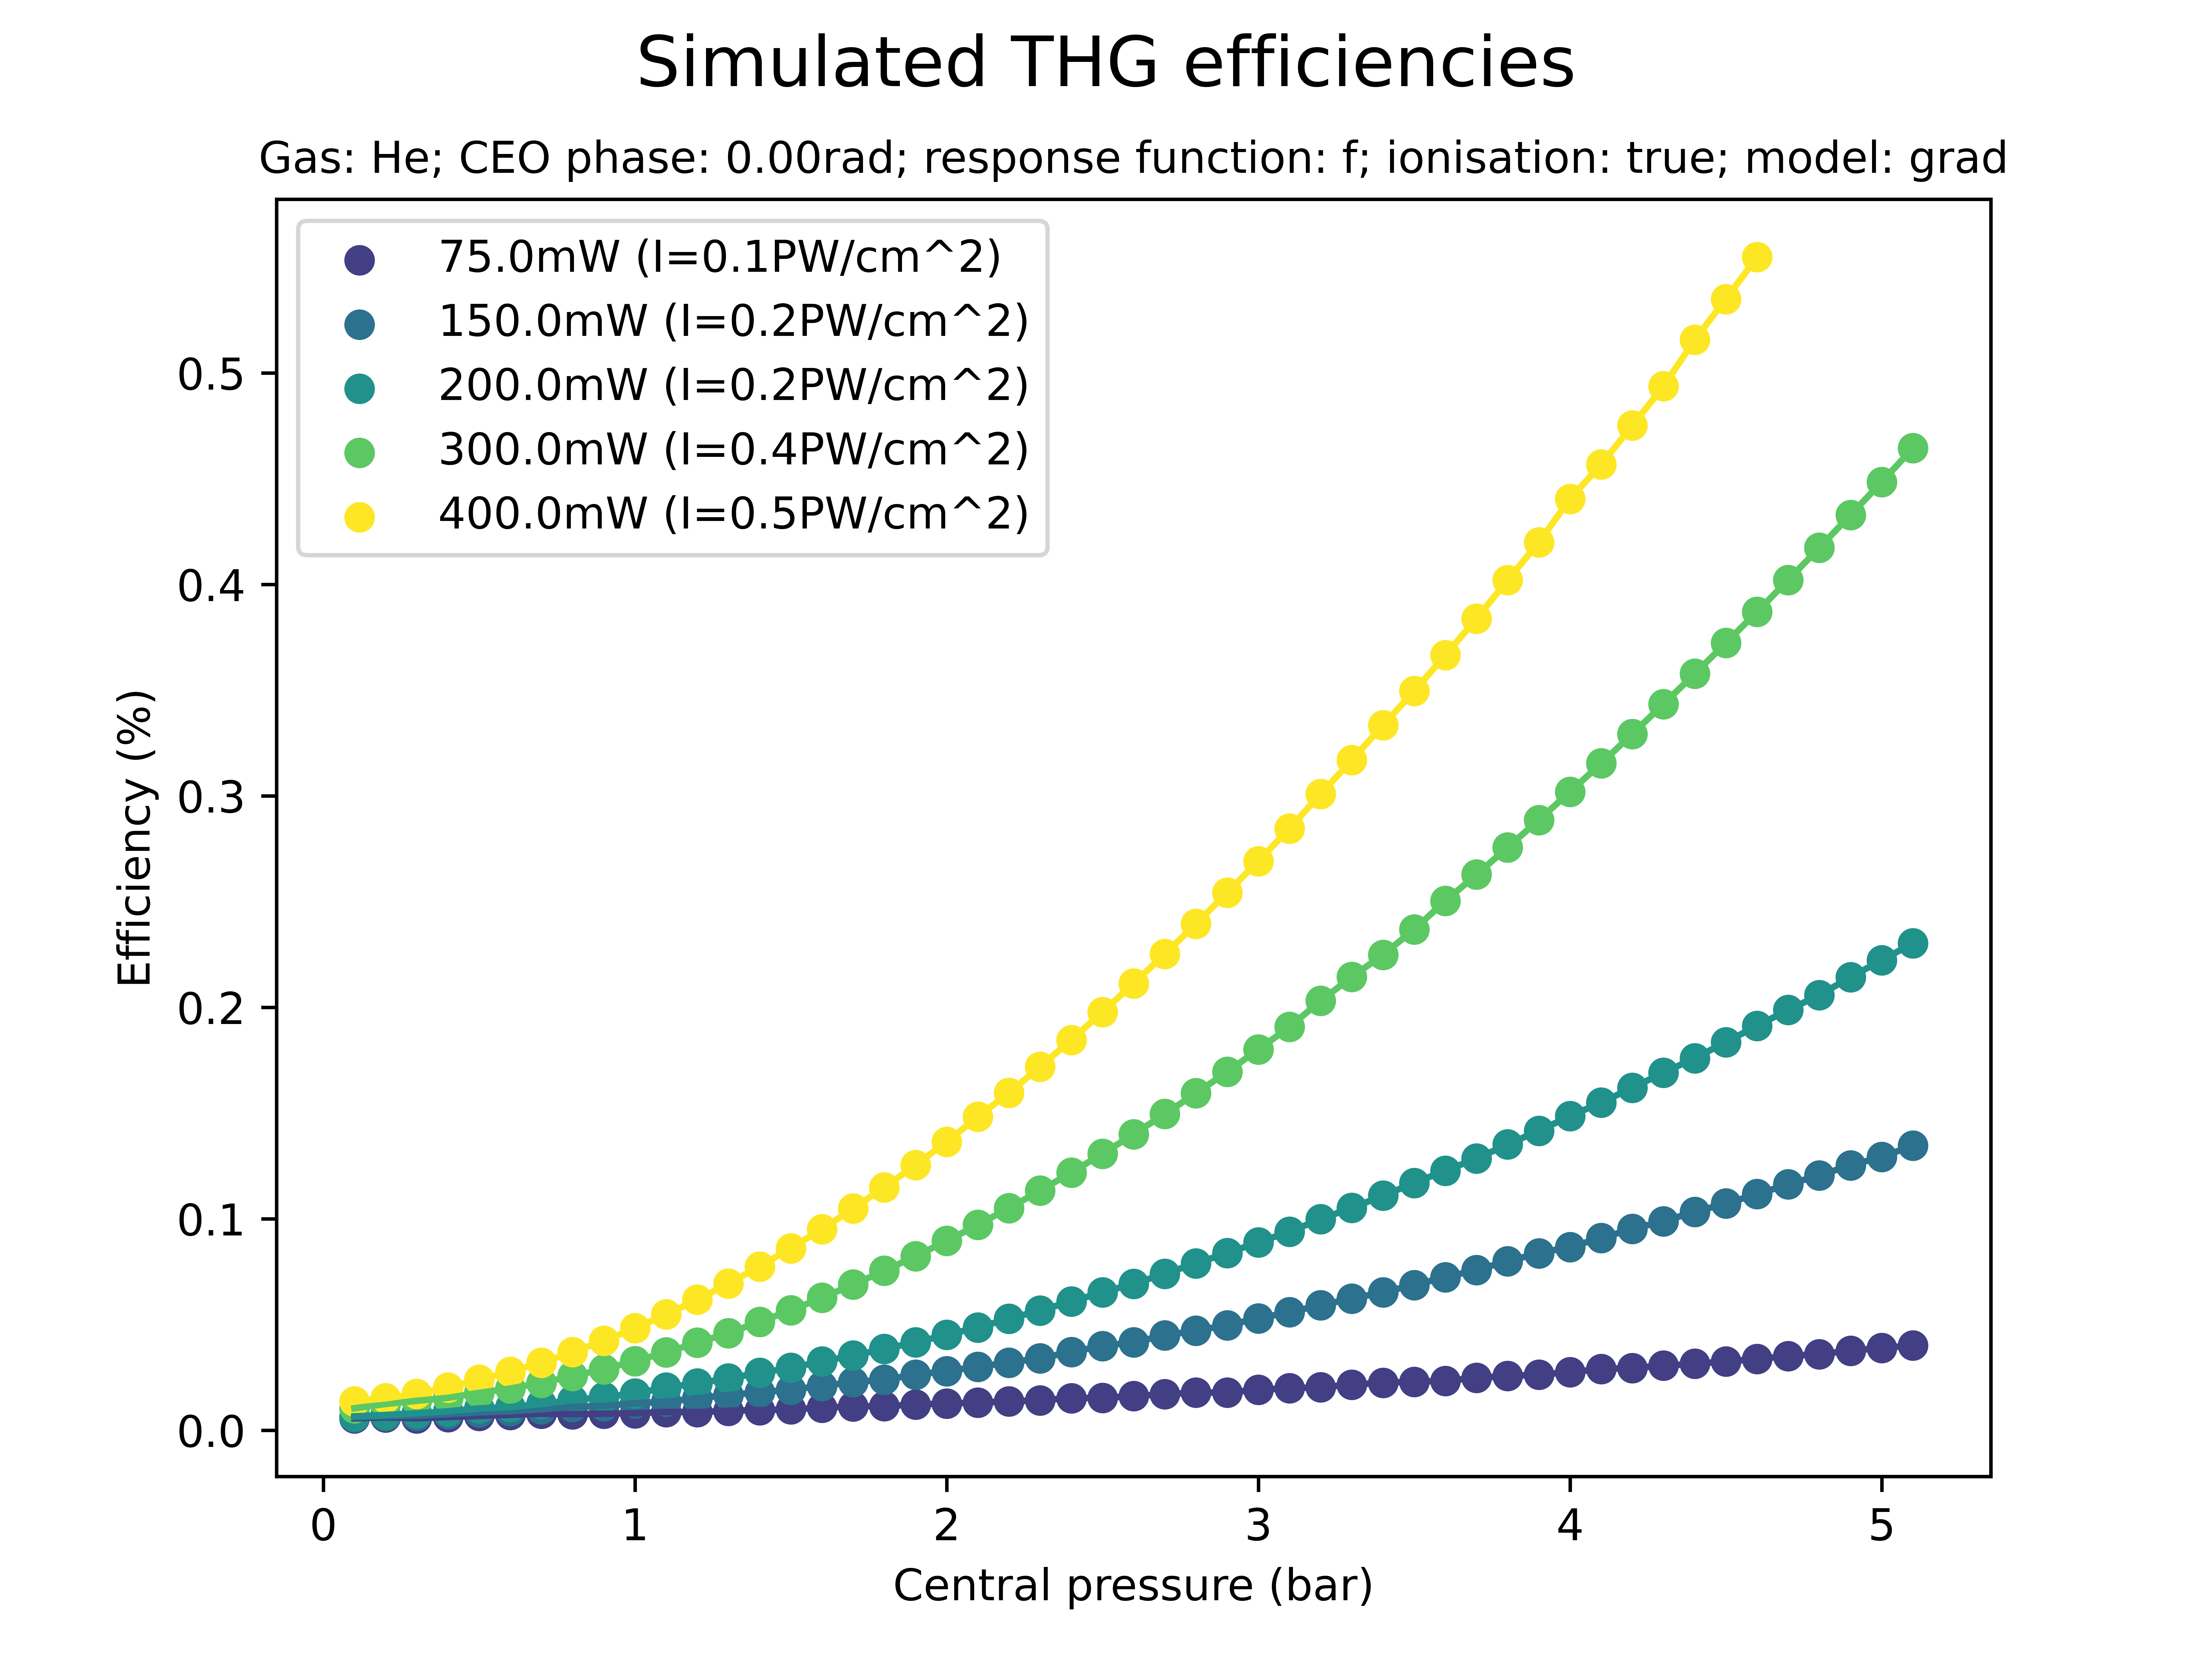 Simulated THG efficiencies
Gas: He; CEO phase: 0.00rad; response function: f; ionisation: true; model: grad
75.0mW (I=0.1PW/cm^2)
150.0mW (I=0.2PW/cm^2)
200.0mW (I=0.2PW/cm^2)
300.0mW (I=0.4PW/cm^2)
400.0mW (I=0.5PW/cm^2)
Efficiency (%)
0.5
0.4
0.3
0.2
0.1
0.0
0 1 2 3 4 5
Central pressure (bar)